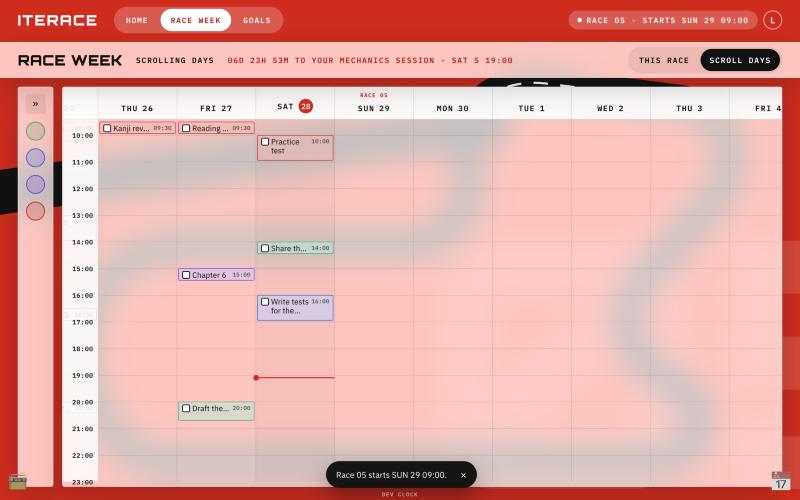 ITERACE
HOME
RACE WEEK
GOALS
RACE 05 · STARTS SUN 29 09:00
L
RACE WEEK
SCROLLING DAYS
06D 23H 53M TO YOUR MECHANICS SESSION · SAT 5 19:00
THIS RACE
SCROLL DAYS
»
THU 26
FRI 27
SAT 28
RACE 05
SUN 29
MON 30
TUE 1
WED 2
THU 3
FRI 4
Kanji rev... 09:30
Reading ... 09:30
10:00
Practice test 10:00
11:00
12:00
13:00
14:00
Share th... 14:00
15:00
Chapter 6 15:00
16:00
Write tests for the... 16:00
17:00
18:00
19:00
20:00
Draft the... 20:00
21:00
22:00
23:00
Race 05 starts SUN 29 09:00.
×
17
DEV CLOCK